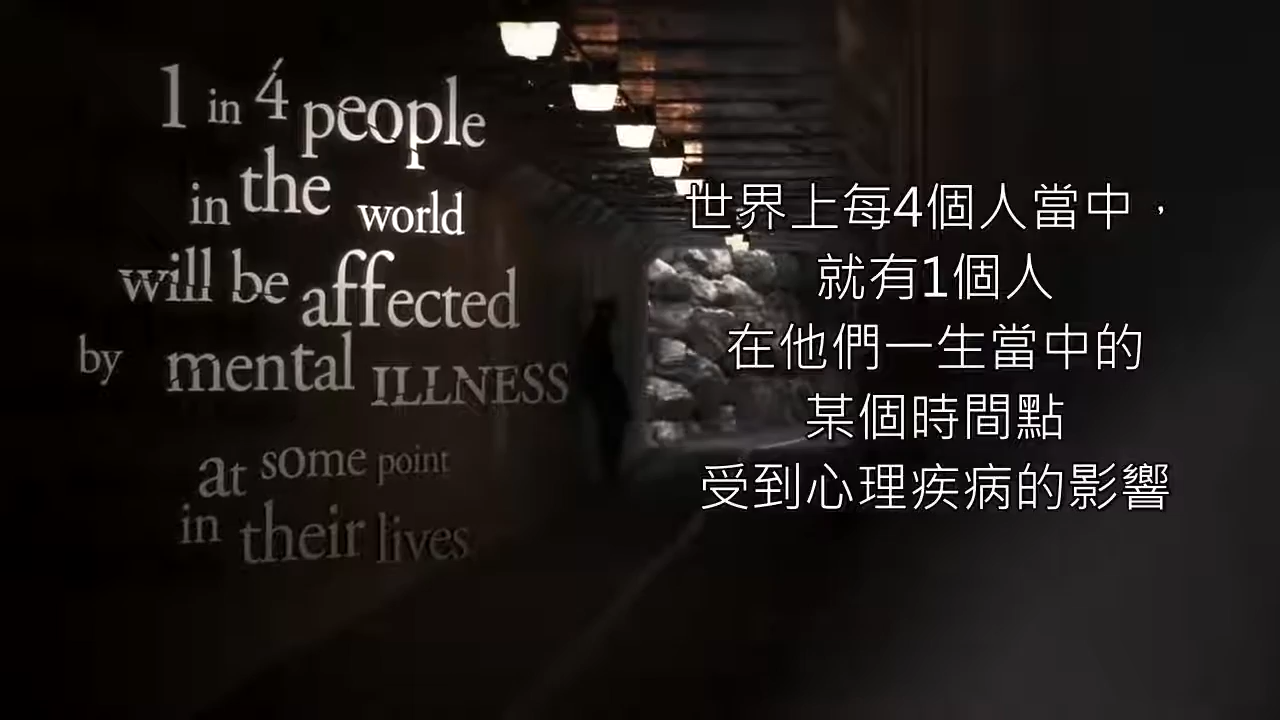 1 in 4 people
in the world
will be affected
by mental ILLNESS
at some point
in their lives
世界上每4個人當中，
就有1個人
在他們一生當中的
某個時間點
受到心理疾病的影響